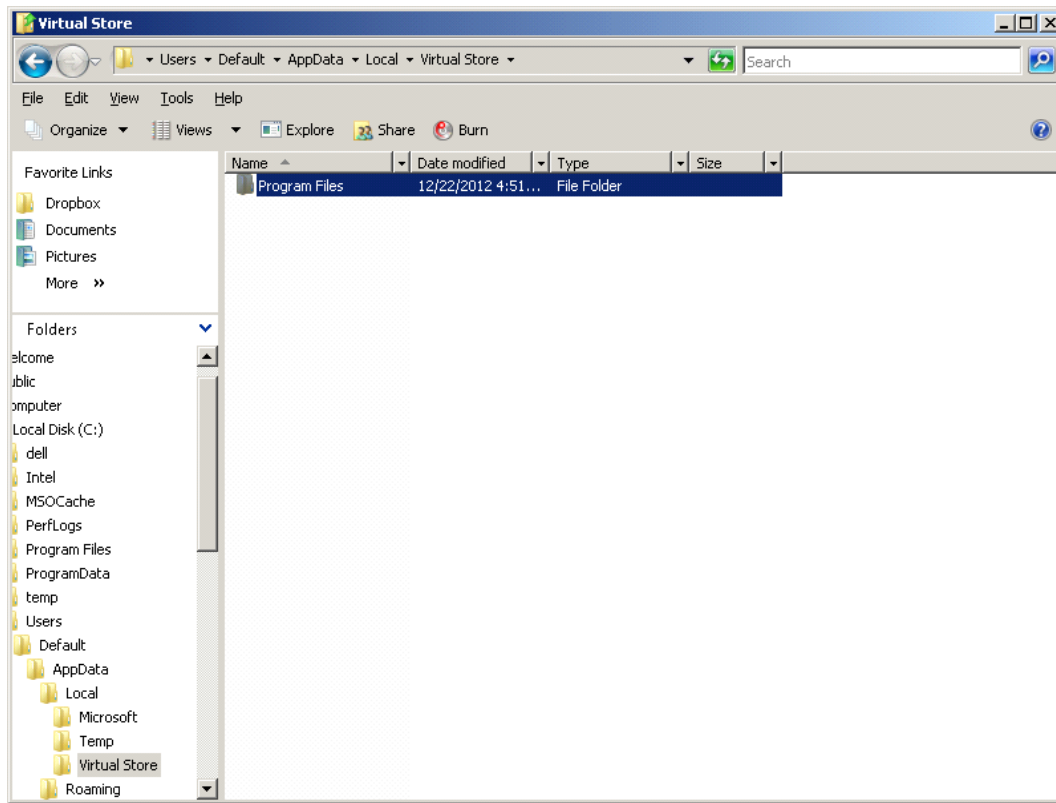 Virtual Store
Users Default AppData Local Virtual Store Search
File Edit View Tools Help
Organize Views Explore Share Burn
Favorite Links
Dropbox
Documents
Pictures
More »
Folders
elcome
ublic
omputer
Local Disk (C:)
dell
Intel
MSOCache
PerfLogs
Program Files
ProgramData
temp
Users
Default
AppData
Local
Microsoft
Temp
Virtual Store
Roaming
Name Date modified Type Size
Program Files 12/22/2012 4:51... File Folder